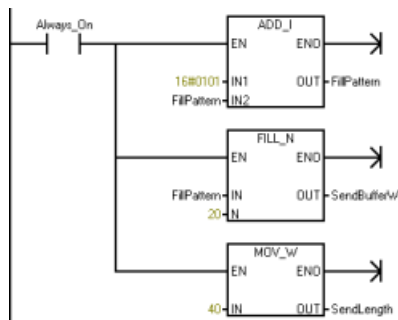 Always_On
ADD_I
EN ENO
16#0101 IN1 OUT FillPattern
FillPattern IN2
FILL_N
EN ENO
FillPattern IN OUT SendBufferW
20 N
MOV_W
EN ENO
40 IN OUT SendLength